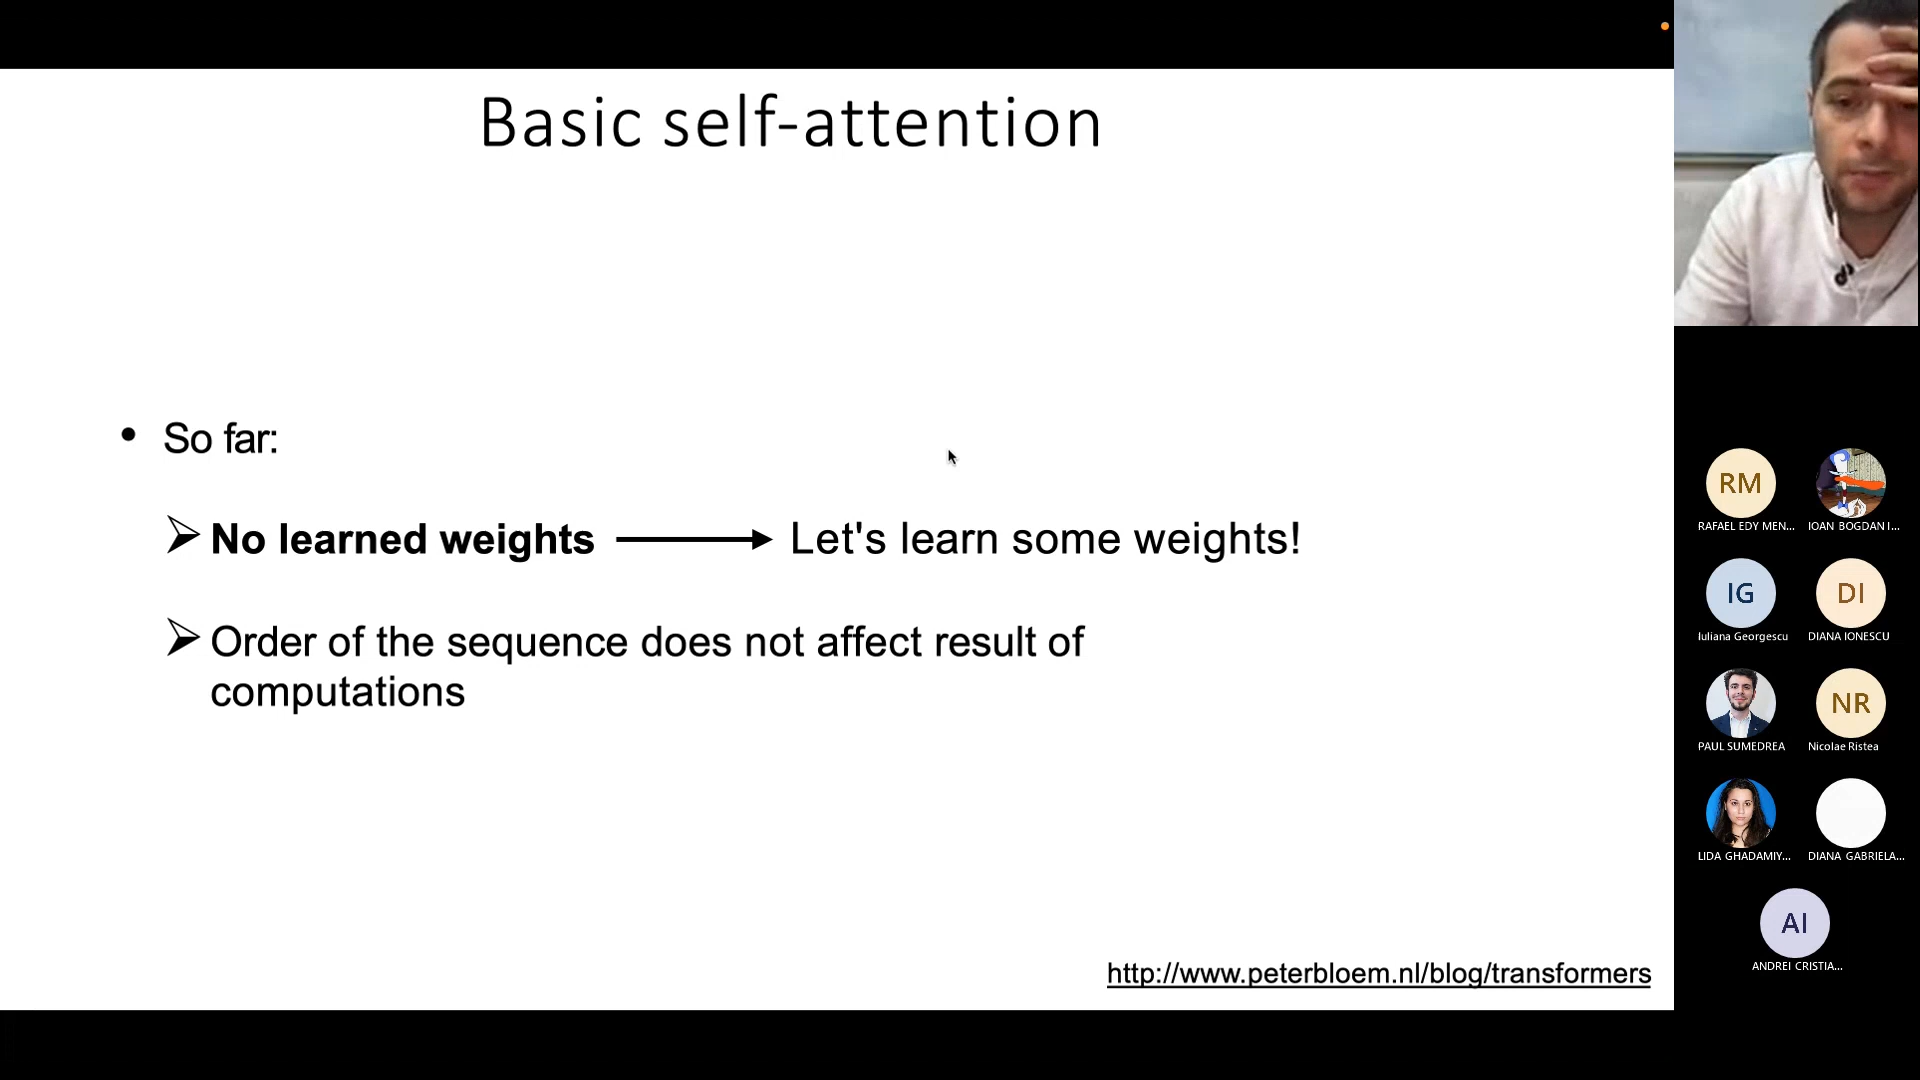 Basic self-attention
• So far:
➢ No learned weights ⟶ Let's learn some weights!
➢ Order of the sequence does not affect result of
computations
http://www.peterbloem.nl/blog/transformers
RM
RAFAEL EDY MEN...
IOAN BOGDAN I...
IG
Iuliana Georgescu
DI
DIANA IONESCU
PAUL SUMEDREA
NR
Nicolae Ristea
LIDA GHADAMIY...
DIANA GABRIELA...
AI
ANDREI CRISTIA...